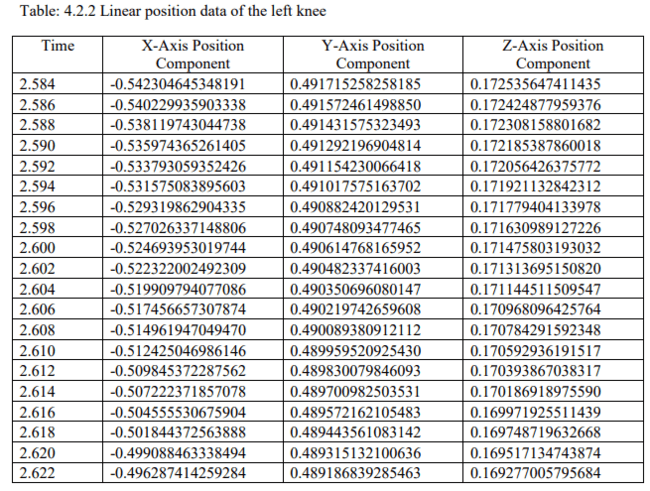 Table: 4.2.2 Linear position data of the left knee
Time X-Axis Position Component Y-Axis Position Component Z-Axis Position Component
2.584 -0.542304645348191 0.491715258258185 0.172535647411435
2.586 -0.540229935903338 0.491572461498850 0.172424877959376
2.588 -0.538119743044738 0.491431575323493 0.172308158801682
2.590 -0.535974365261405 0.491292196904814 0.172185387860018
2.592 -0.533793059352426 0.491154230066418 0.172056426375772
2.594 -0.531575083895603 0.491017575163702 0.171921132842312
2.596 -0.529319862904335 0.490882420129531 0.171779404133978
2.598 -0.527026337148806 0.490748093477465 0.171630989127226
2.600 -0.524693953019744 0.490614768165952 0.171475803193032
2.602 -0.522322002492309 0.490482337416003 0.171313695150820
2.604 -0.519909794077086 0.490350696080147 0.171144511509547
2.606 -0.517456657307874 0.490219742659608 0.170968096425764
2.608 -0.514961947049470 0.490089380912112 0.170784291592348
2.610 -0.512425046986146 0.489959520925430 0.170592936191517
2.612 -0.509845372287562 0.489830079846093 0.170393867038317
2.614 -0.507222371857078 0.489700982503531 0.170186918975590
2.616 -0.504555530675904 0.489572162105483 0.169971925511439
2.618 -0.501844372563888 0.489443561083142 0.169748719632668
2.620 -0.499088463338494 0.489315132100636 0.169517134743874
2.622 -0.496287414259284 0.489186839285463 0.169277005795684